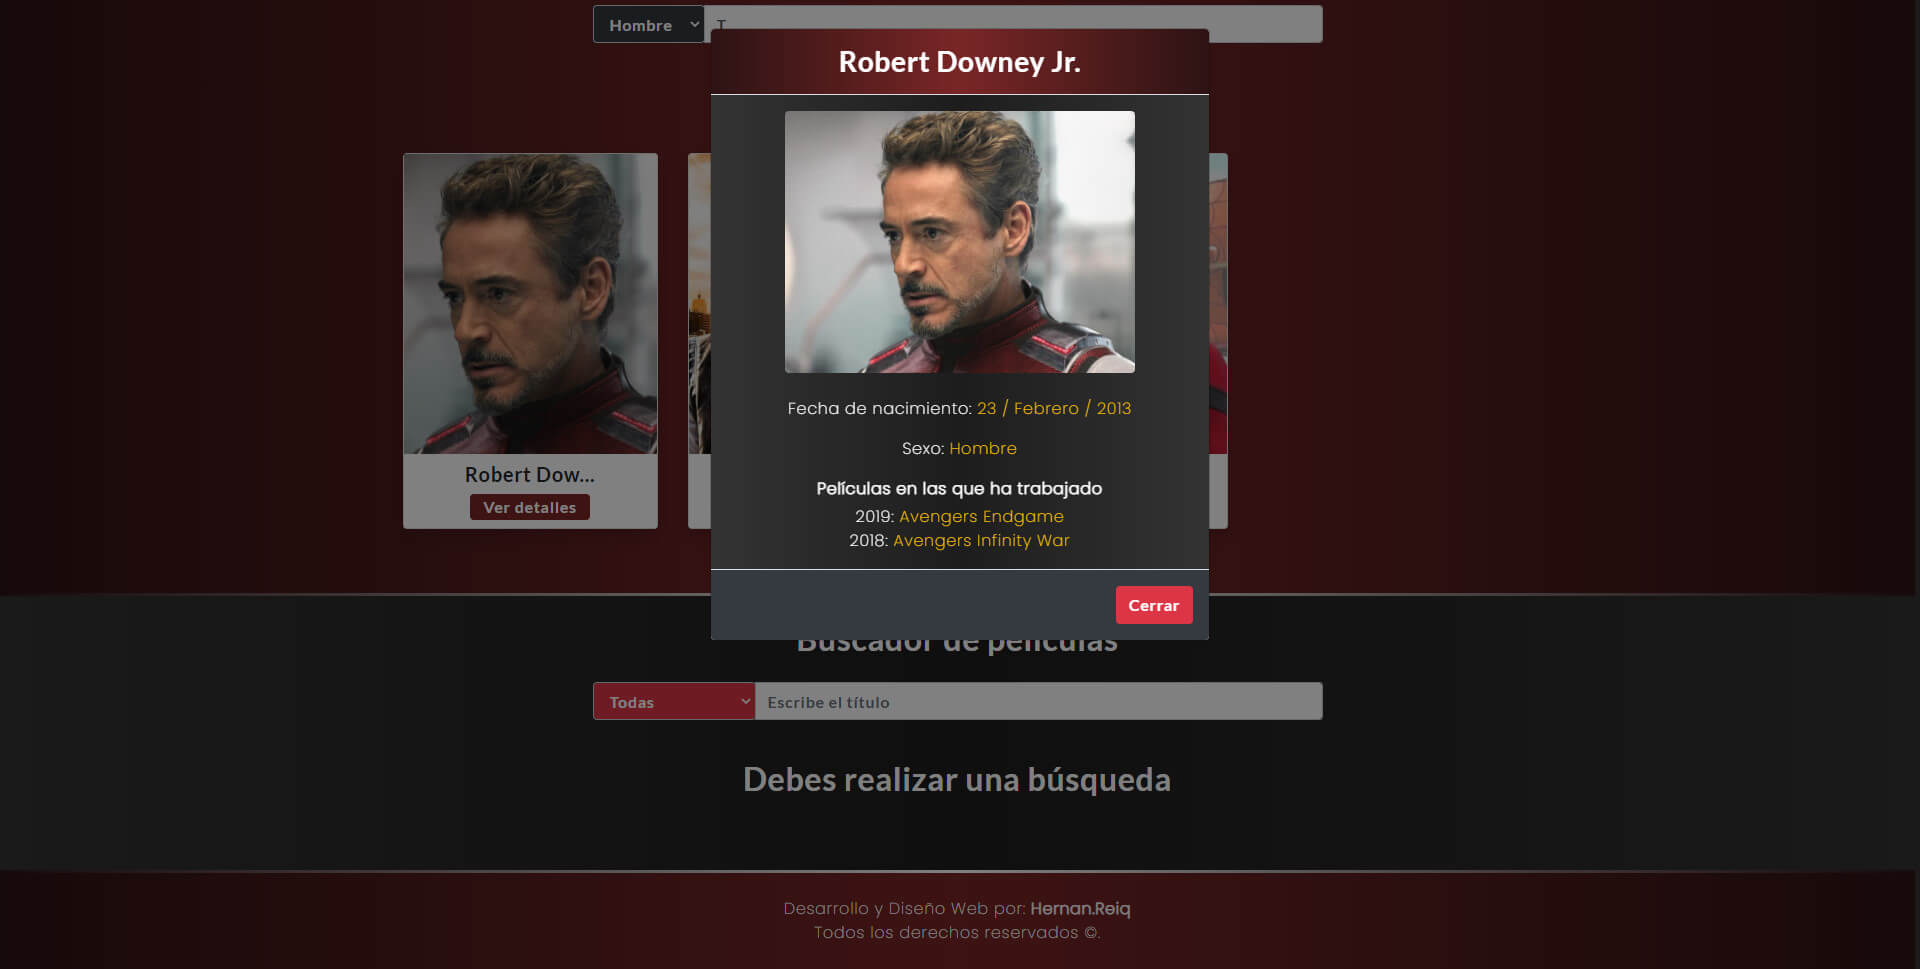 Hombre
T
Robert Downey Jr.
Fecha de nacimiento: 23 / Febrero / 2013
Sexo: Hombre
Películas en las que ha trabajado
2019: Avengers Endgame
2018: Avengers Infinity War
Cerrar
Robert Dow...
Ver detalles
Buscador de películas
Todas
Escribe el título
Debes realizar una búsqueda
Desarrollo y Diseño Web por: Hernan.Reiq
Todos los derechos reservados ©.